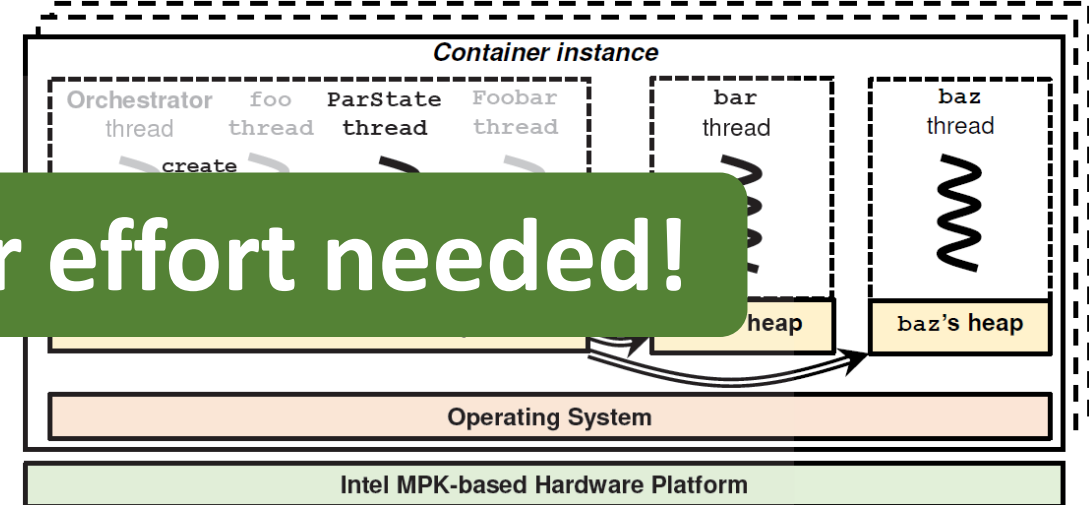 Container instance
Orchestrator thread
foo thread
ParState thread
Foobar thread
bar thread
baz thread
create
effort needed!
heap
baz's heap
Operating System
Intel MPK-based Hardware Platform